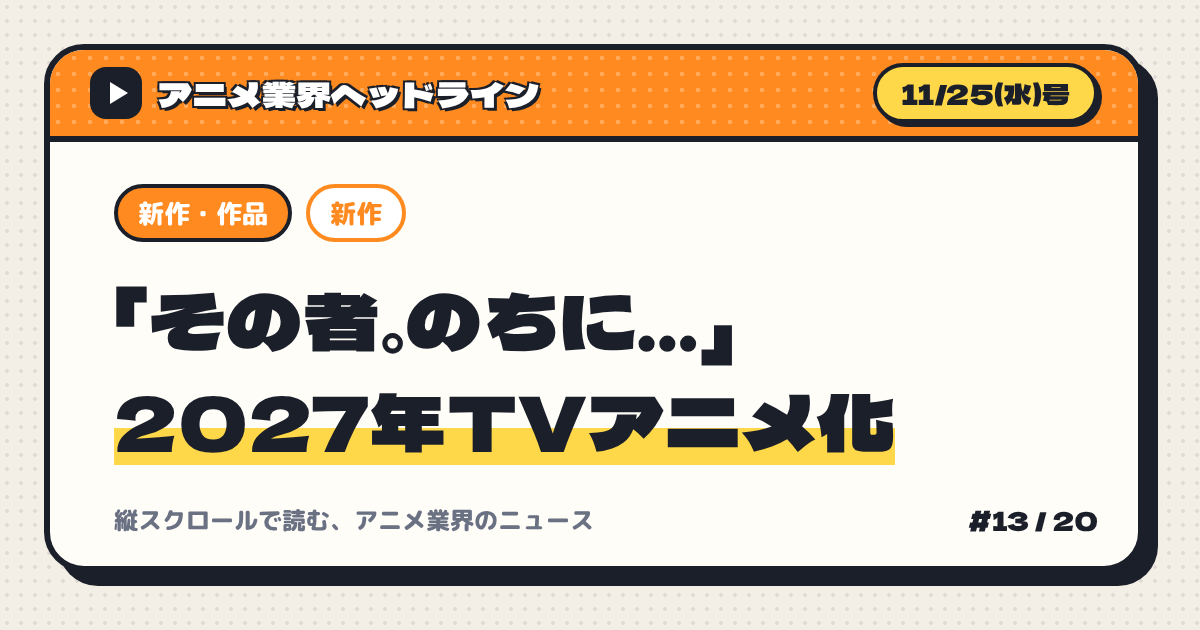 アニメ業界ヘッドライン
11/25(水)号
新作・作品
新作
「その者。のちに…」
2027年TVアニメ化
縦スクロールで読む、アニメ業界のニュース
#13 / 20